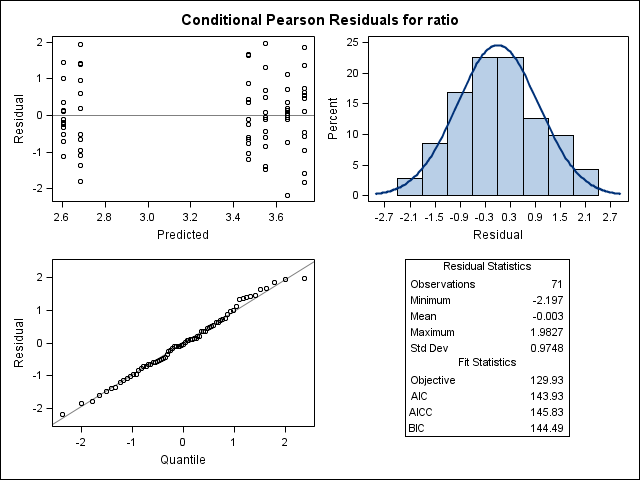 Conditional Pearson Residuals for ratio
2
1
0
-1
-2
Residual
2.6 2.8 3.0 3.2 3.4 3.6
Predicted
25
20
15
10
5
0
Percent
-2.7 -2.1 -1.5 -0.9 -0.3 0.3 0.9 1.5 2.1 2.7
Residual
2
1
0
-1
-2
Residual
-2 -1 0 1 2
Quantile
Residual Statistics
Observations 71
Minimum -2.197
Mean -0.003
Maximum 1.9827
Std Dev 0.9748
Fit Statistics
Objective 129.93
AIC 143.93
AICC 145.83
BIC 144.49